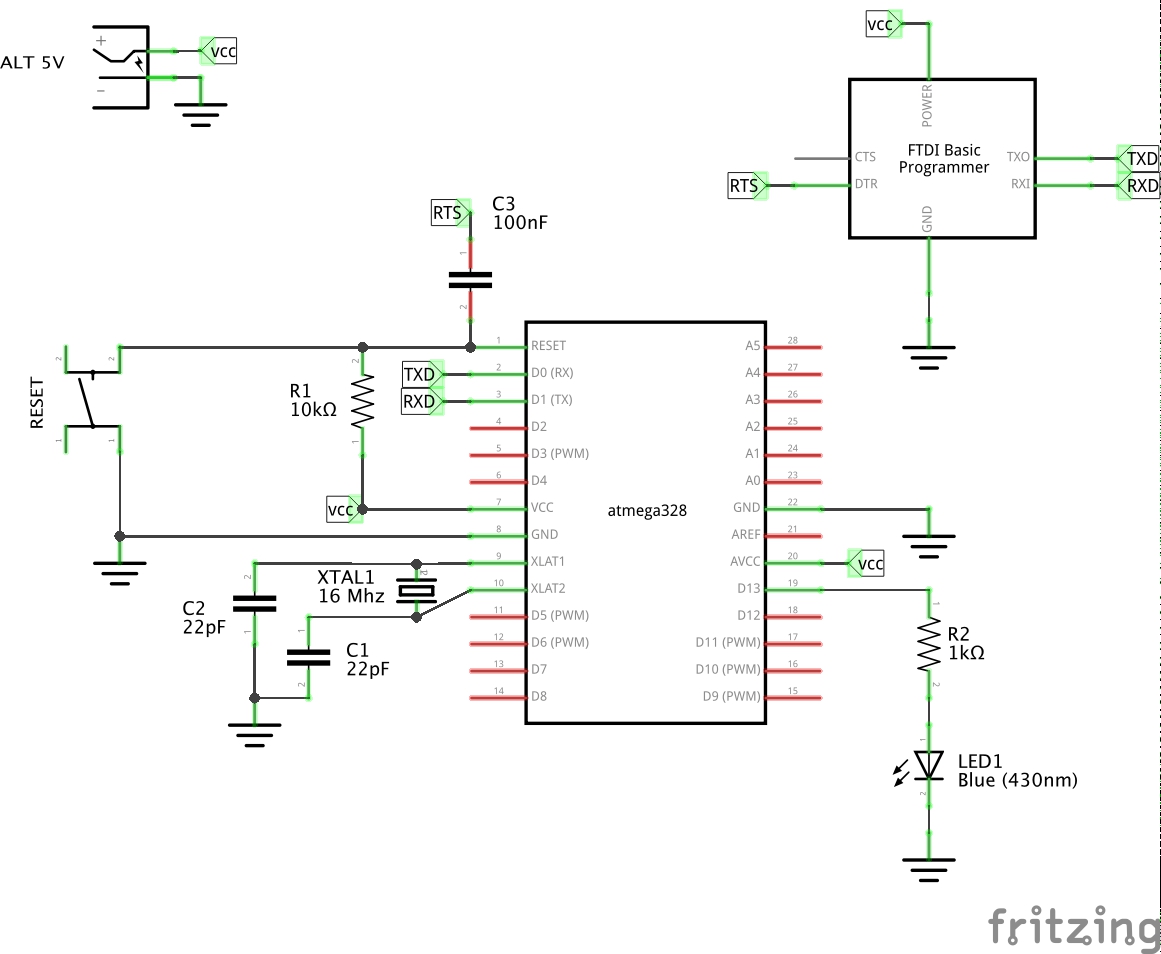 ALT 5V
+
-
VCC
VCC
POWER
CTS
FTDI Basic
Programmer
TXO
TXD
RTS
DTR
RXI
RXD
GND
RTS
C3
100nF
1
2
RESET
2
2
1
1
R1
10kΩ
2
1
TXD
RXD
VCC
atmega328
1 RESET
2 D0 (RX)
3 D1 (TX)
4 D2
5 D3 (PWM)
6 D4
7 VCC
8 GND
9 XLAT1
10 XLAT2
11 D5 (PWM)
12 D6 (PWM)
13 D7
14 D8
A5 28
A4 27
A3 26
A2 25
A1 24
A0 23
GND 22
AREF 21
AVCC 20
D13 19
D12 18
D11 (PWM) 17
D10 (PWM) 16
D9 (PWM) 15
VCC
XTAL1
16 Mhz
C2
22pF
2
1
C1
22pF
1
2
R2
1kΩ
1
2
LED1
Blue (430nm)
1
2
fritzing